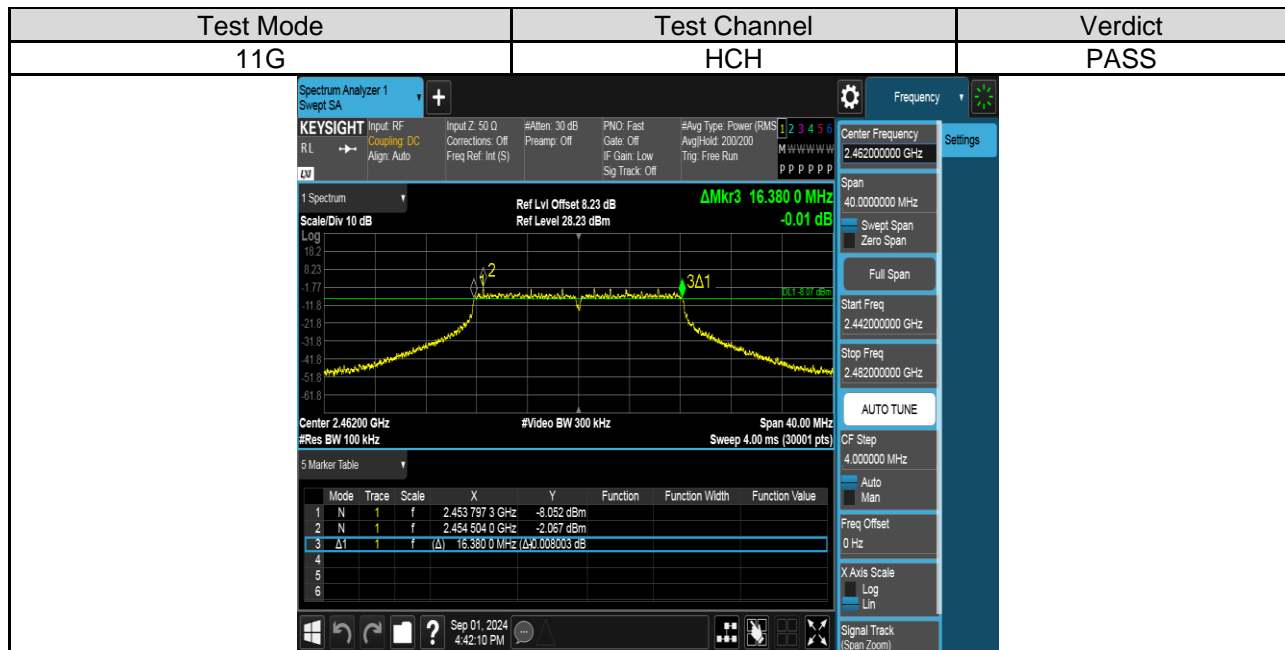 Test Mode Test Channel Verdict
11G HCH PASS
Spectrum Analyzer 1
Swept SA
+
Frequency
KEYSIGHT Input: RF Input Z: 50 Ω #Atten: 30 dB PNO: Fast #Avg Type: Power (RMS 1 2 3 4 5 6
RL Coupling: DC Corrections: Off Preamp: Off Gate: Off Avg|Hold: 200/200 M W W W W W
Align: Auto Freq Ref: Int (S) IF Gain: Low Trig: Free Run
LXI Sig Track: Off P P P P P P
1 Spectrum
Ref Lvl Offset 8.23 dB
ΔMkr3 16.380 0 MHz
Scale/Div 10 dB Ref Level 28.23 dBm -0.01 dB
Log
18.2
8.23
-1.77
-11.8
-21.8
-31.8
-41.8
-51.8
-61.8
1
2
3Δ1
DL1 -8.07 dBm
Center 2.46200 GHz #Video BW 300 kHz Span 40.00 MHz
#Res BW 100 kHz Sweep 4.00 ms (30001 pts)
5 Marker Table
Mode Trace Scale X Y Function Function Width Function Value
1 N 1 f 2.453 797 3 GHz -8.052 dBm
2 N 1 f 2.454 504 0 GHz -2.067 dBm
3 Δ1 1 f (Δ) 16.380 0 MHz (Δ) -0.008003 dB
4
5
6
?
Sep 01, 2024
4:42:10 PM
Center Frequency
2.462000000 GHz
Settings
Span
40.0000000 MHz
Swept Span
Zero Span
Full Span
Start Freq
2.442000000 GHz
Stop Freq
2.482000000 GHz
AUTO TUNE
CF Step
4.000000 MHz
Auto
Man
Freq Offset
0 Hz
X Axis Scale
Log
Lin
Signal Track
(Span Zoom)